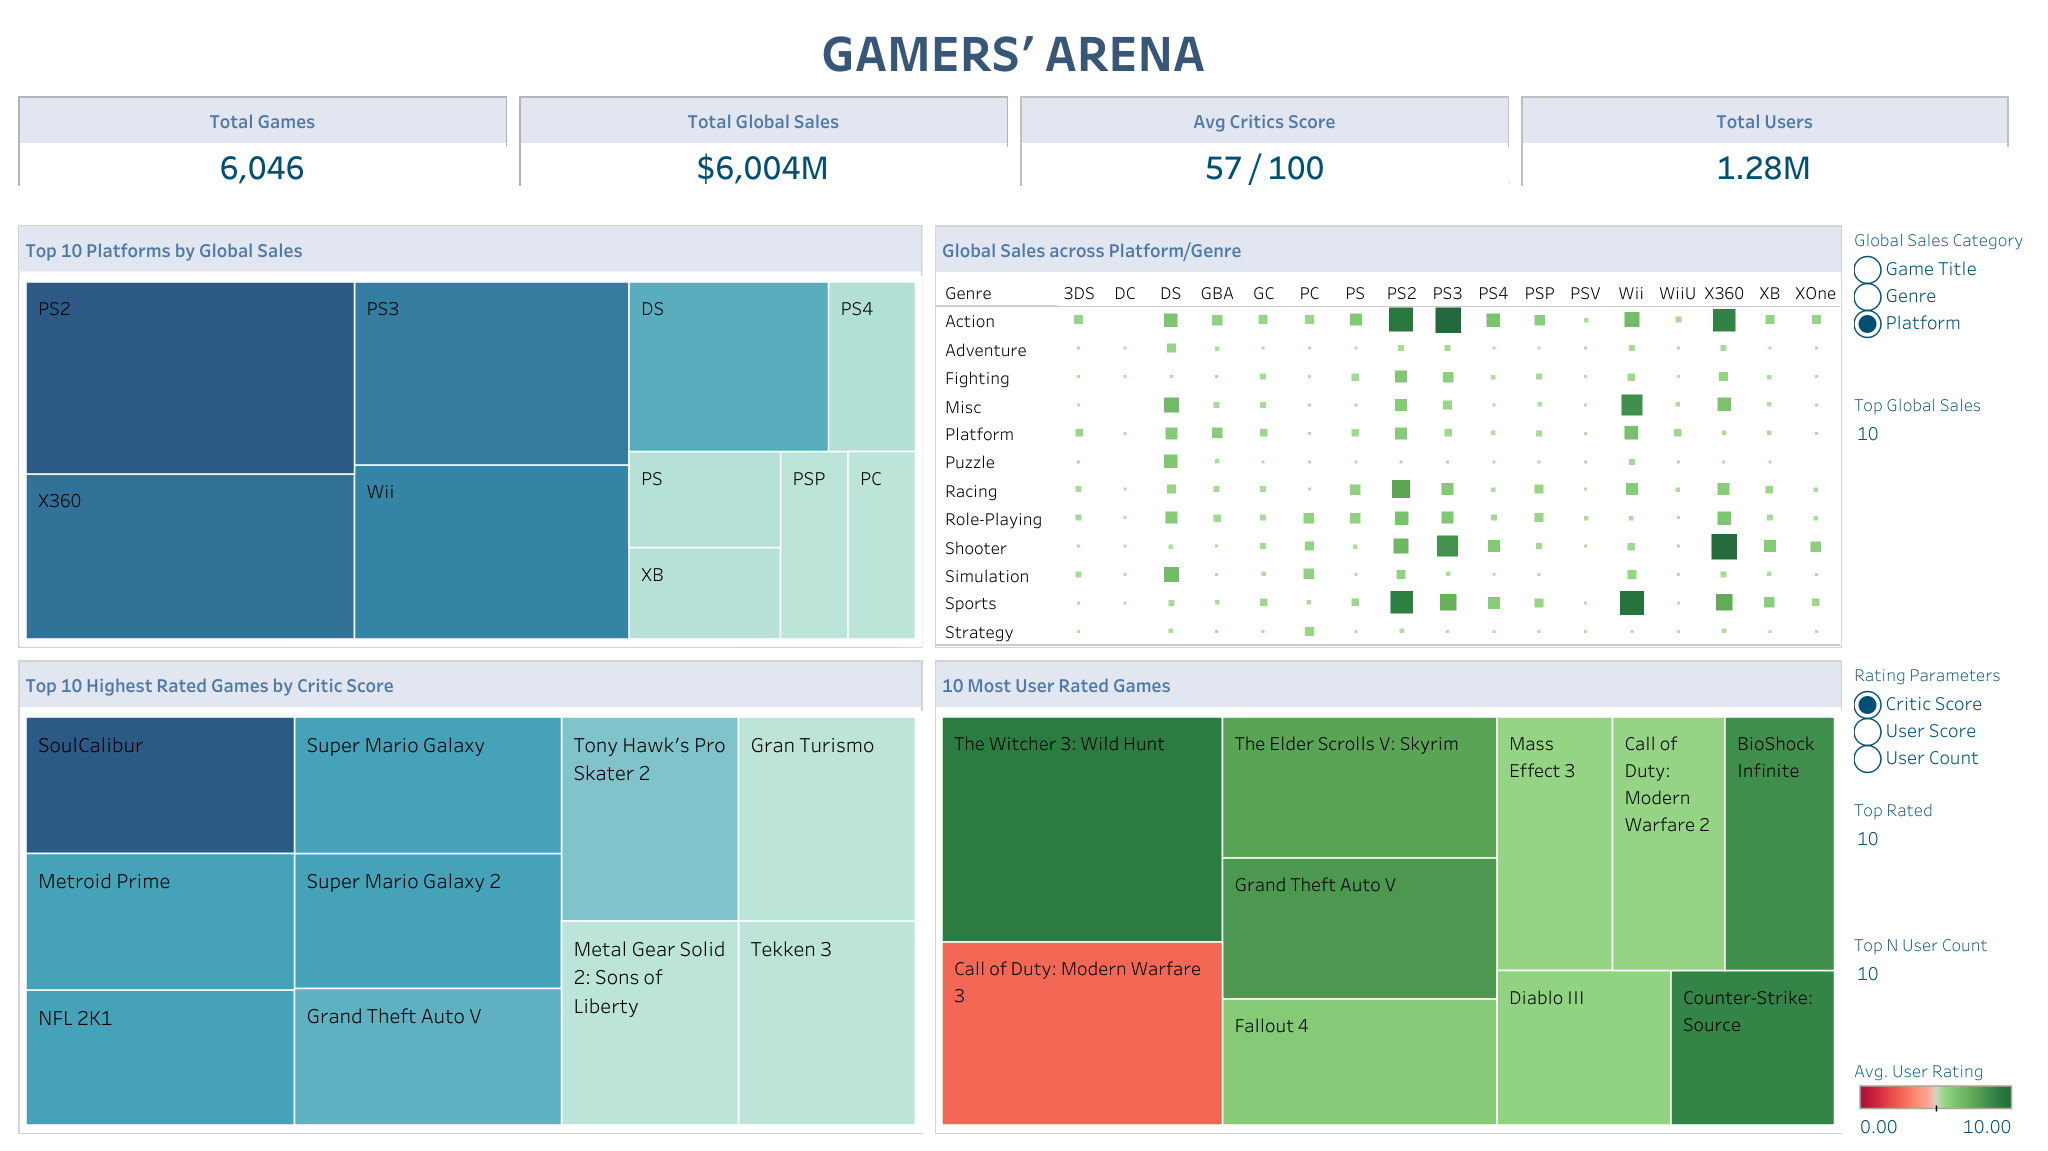 GAMERS’ ARENA
Total Games
Total Global Sales
Avg Critics Score
Total Users
6,046
$6,004M
57 / 100
1.28M
Top 10 Platforms by Global Sales
PS2
PS3
DS
PS4
X360
Wii
PS
PSP
PC
XB
Global Sales across Platform/Genre
Genre 3DS DC DS GBA GC PC PS PS2 PS3 PS4 PSP PSV Wii WiiU X360 XB XOne
Action
Adventure
Fighting
Misc
Platform
Puzzle
Racing
Role-Playing
Shooter
Simulation
Sports
Strategy
Global Sales Category
Game Title
Genre
Platform
Top Global Sales
10
Top 10 Highest Rated Games by Critic Score
SoulCalibur
Super Mario Galaxy
Tony Hawk’s Pro
Skater 2
Gran Turismo
Metroid Prime
Super Mario Galaxy 2
Metal Gear Solid
2: Sons of
Liberty
Tekken 3
NFL 2K1
Grand Theft Auto V
10 Most User Rated Games
The Witcher 3: Wild Hunt
The Elder Scrolls V: Skyrim
Mass
Effect 3
Call of
Duty:
Modern
Warfare 2
BioShock
Infinite
Grand Theft Auto V
Call of Duty: Modern Warfare
3
Fallout 4
Diablo III
Counter-Strike:
Source
Rating Parameters
Critic Score
User Score
User Count
Top Rated
10
Top N User Count
10
Avg. User Rating
0.00 10.00